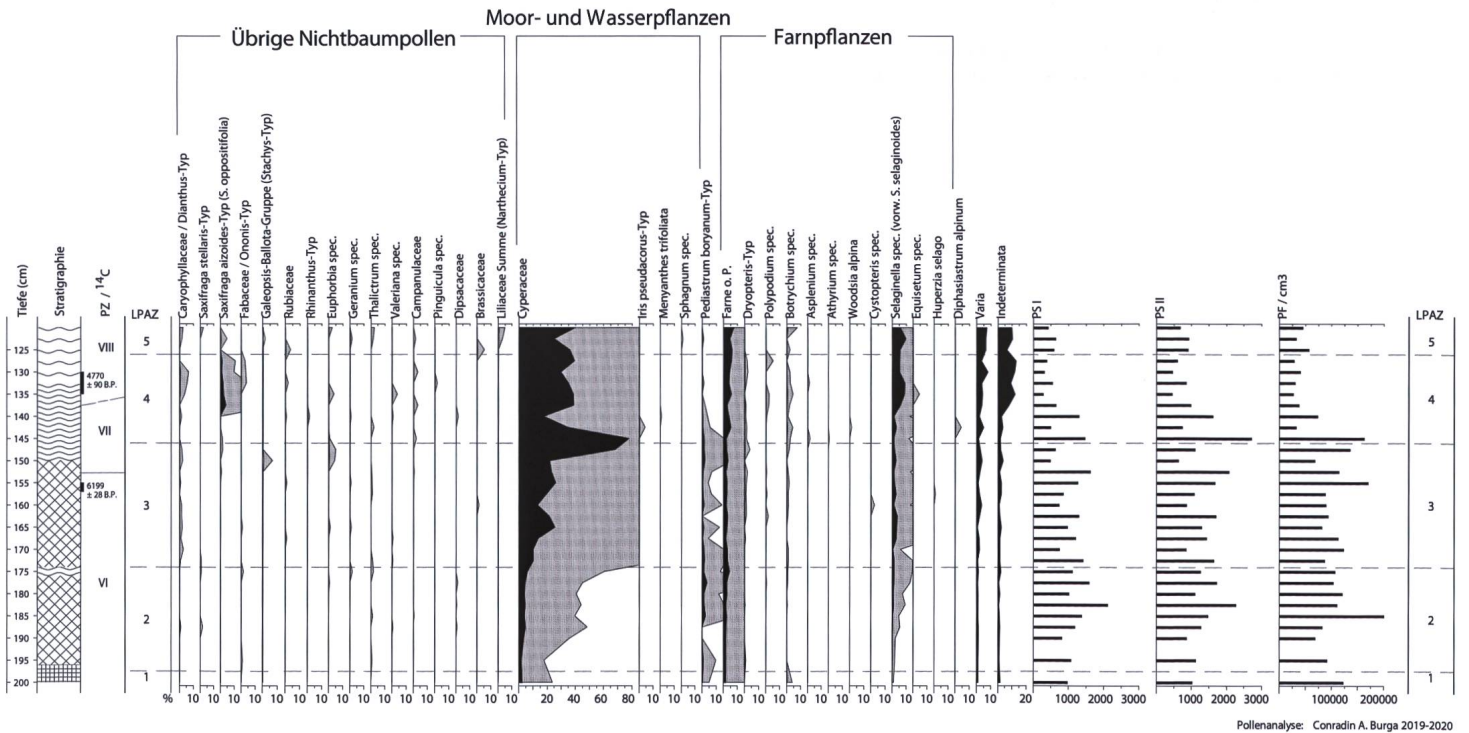 Moor- und Wasserpflanzen
Übrige Nichtbaumpollen
Farnpflanzen
Tiefe (cm)
Stratigraphie
PZ / 14C
LPAZ
Caryophyllaceae / Dianthus-Typ
Saxifraga stellaris-Typ
Saxifraga aizoides-Typ (S. oppositifolia)
Fabaceae / Ononis-Typ
Galeopsis-Ballota-Gruppe (Stachys-Typ)
Rubiaceae
Rhinanthus-Typ
Euphorbia spec.
Geranium spec.
Thalictrum spec.
Valeriana spec.
Campanulaceae
Pinguicula spec.
Dipsacaceae
Brassicaceae
Liliaceae Summe (Narthecium-Typ)
Cyperaceae
Iris pseudacorus-Typ
Menyanthes trifoliata
Sphagnum spec.
Pediastrum boryanum-Typ
Farne o. P.
Dryopteris-Typ
Polypodium spec.
Botrychium spec.
Asplenium spec.
Athyrium spec.
Woodsia alpina
Cystopteris spec.
Selaginella spec. (vorw. S. selaginoides)
Equisetum spec.
Huperzia selago
Diphasiastrum alpinum
Varia
Indeterminata
PS I
PS II
PF / cm3
LPAZ
125
130
135
140
145
150
155
160
165
170
175
180
185
190
195
200
VIII
4770
± 90 B.P.
VII
6199
± 28 B.P.
VI
5
4
3
2
1
5
4
3
2
1
% 10 10 10 10 10 10 10 10 10 10 10 10 10 10 10 10 20 40 60 80 10 10 10 10 10 10 10 10 10 10 10 10 10 10 10 10 10 20 1000 2000 3000 1000 2000 3000 100000 200000
Pollenanalyse: Conradin A. Burga 2019-2020